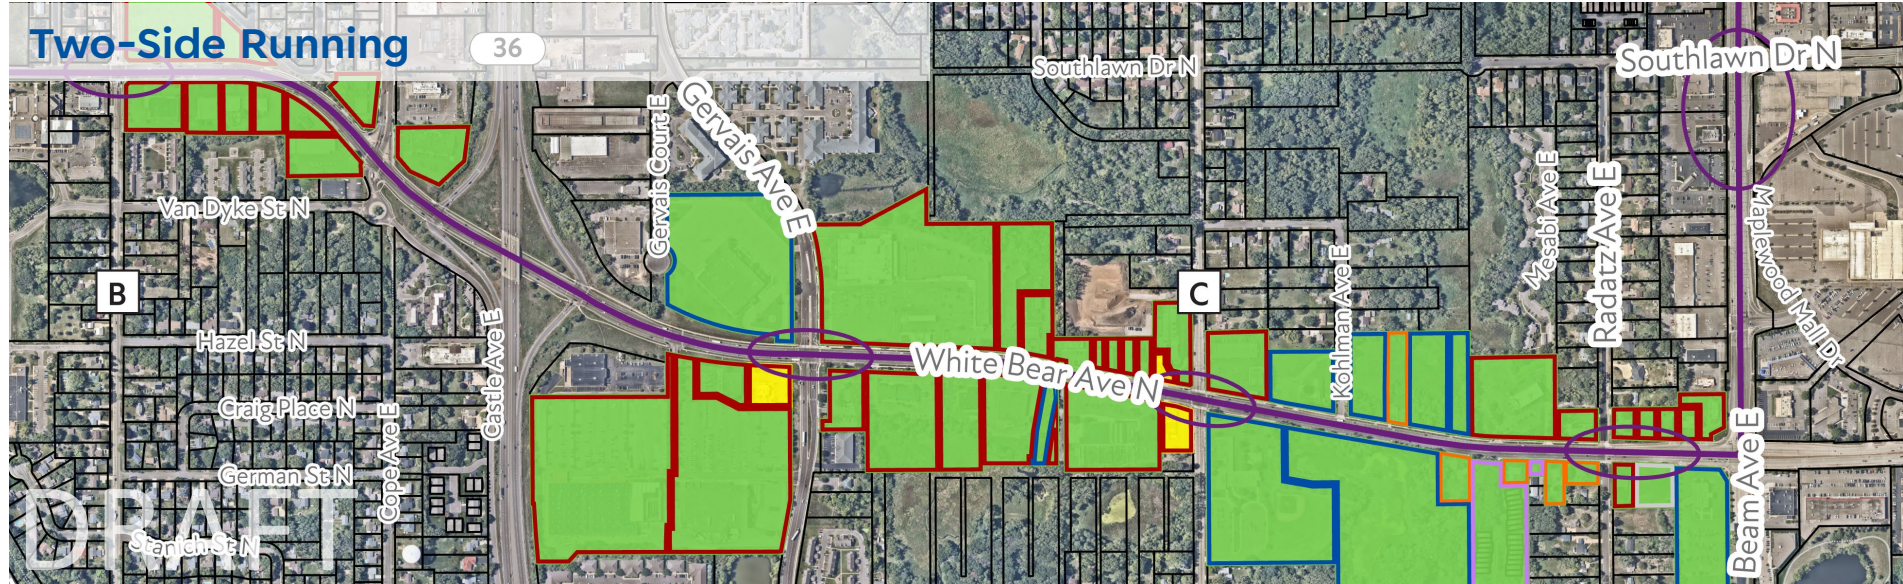 Two-Side Running
36
Southlawn Dr N
Southlawn Dr N
Gervais Court E
Gervais Ave E
Van Dyke St N
Mesabi Ave E
Radatz Ave E
Maplewood Mall Dr
B
C
Kohlman Ave E
Hazel St N
Castle Ave E
White Bear Ave N
Craig Place N
Cope Ave E
German St N
Beam Ave E
DRAFT
Stanich St N